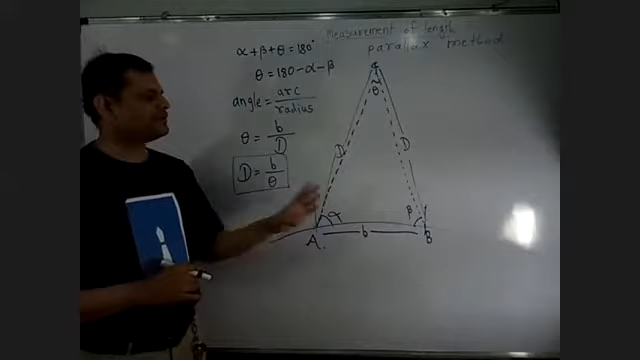 Measurement of length
parallax method
α+β+θ=180°
θ = 180-α-β
angle = arc/radius
θ = b/D
D = b/θ
θ
D
D
α
β
A.
b
B